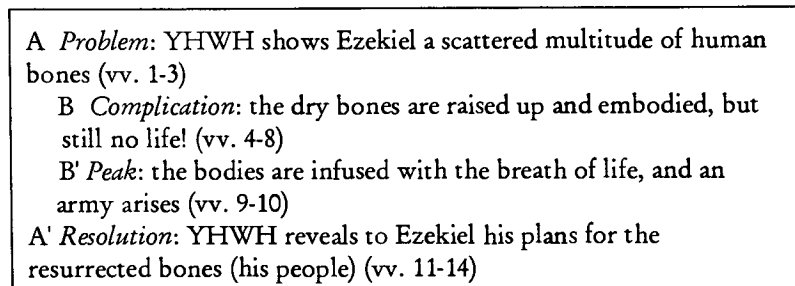 A Problem: YHWH shows Ezekiel a scattered multitude of human
bones (vv. 1-3)
B Complication: the dry bones are raised up and embodied, but
still no life! (vv. 4-8)
B' Peak: the bodies are infused with the breath of life, and an
army arises (vv. 9-10)
A' Resolution: YHWH reveals to Ezekiel his plans for the
resurrected bones (his people) (vv. 11-14)